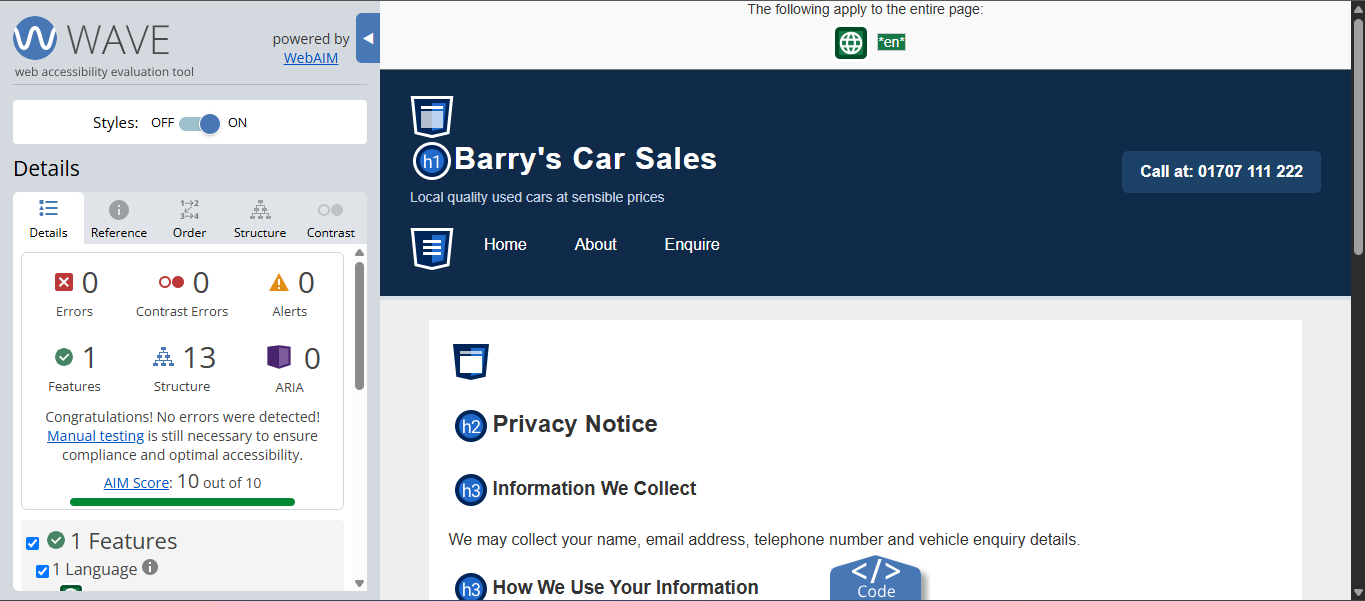 WAVE
web accessibility evaluation tool
powered by
WebAIM
Styles: OFF ON
Details
Details Reference Order Structure Contrast
0 0 0
Errors Contrast Errors Alerts
1 13 0
Features Structure ARIA
Congratulations! No errors were detected!
Manual testing is still necessary to ensure
compliance and optimal accessibility.
AIM Score: 10 out of 10
1 Features
1 Language
The following apply to the entire page:
*en*
h1 Barry's Car Sales
Local quality used cars at sensible prices
Call at: 01707 111 222
Home About Enquire
h2 Privacy Notice
h3 Information We Collect
We may collect your name, email address, telephone number and vehicle enquiry details.
h3 How We Use Your Information
</>
Code